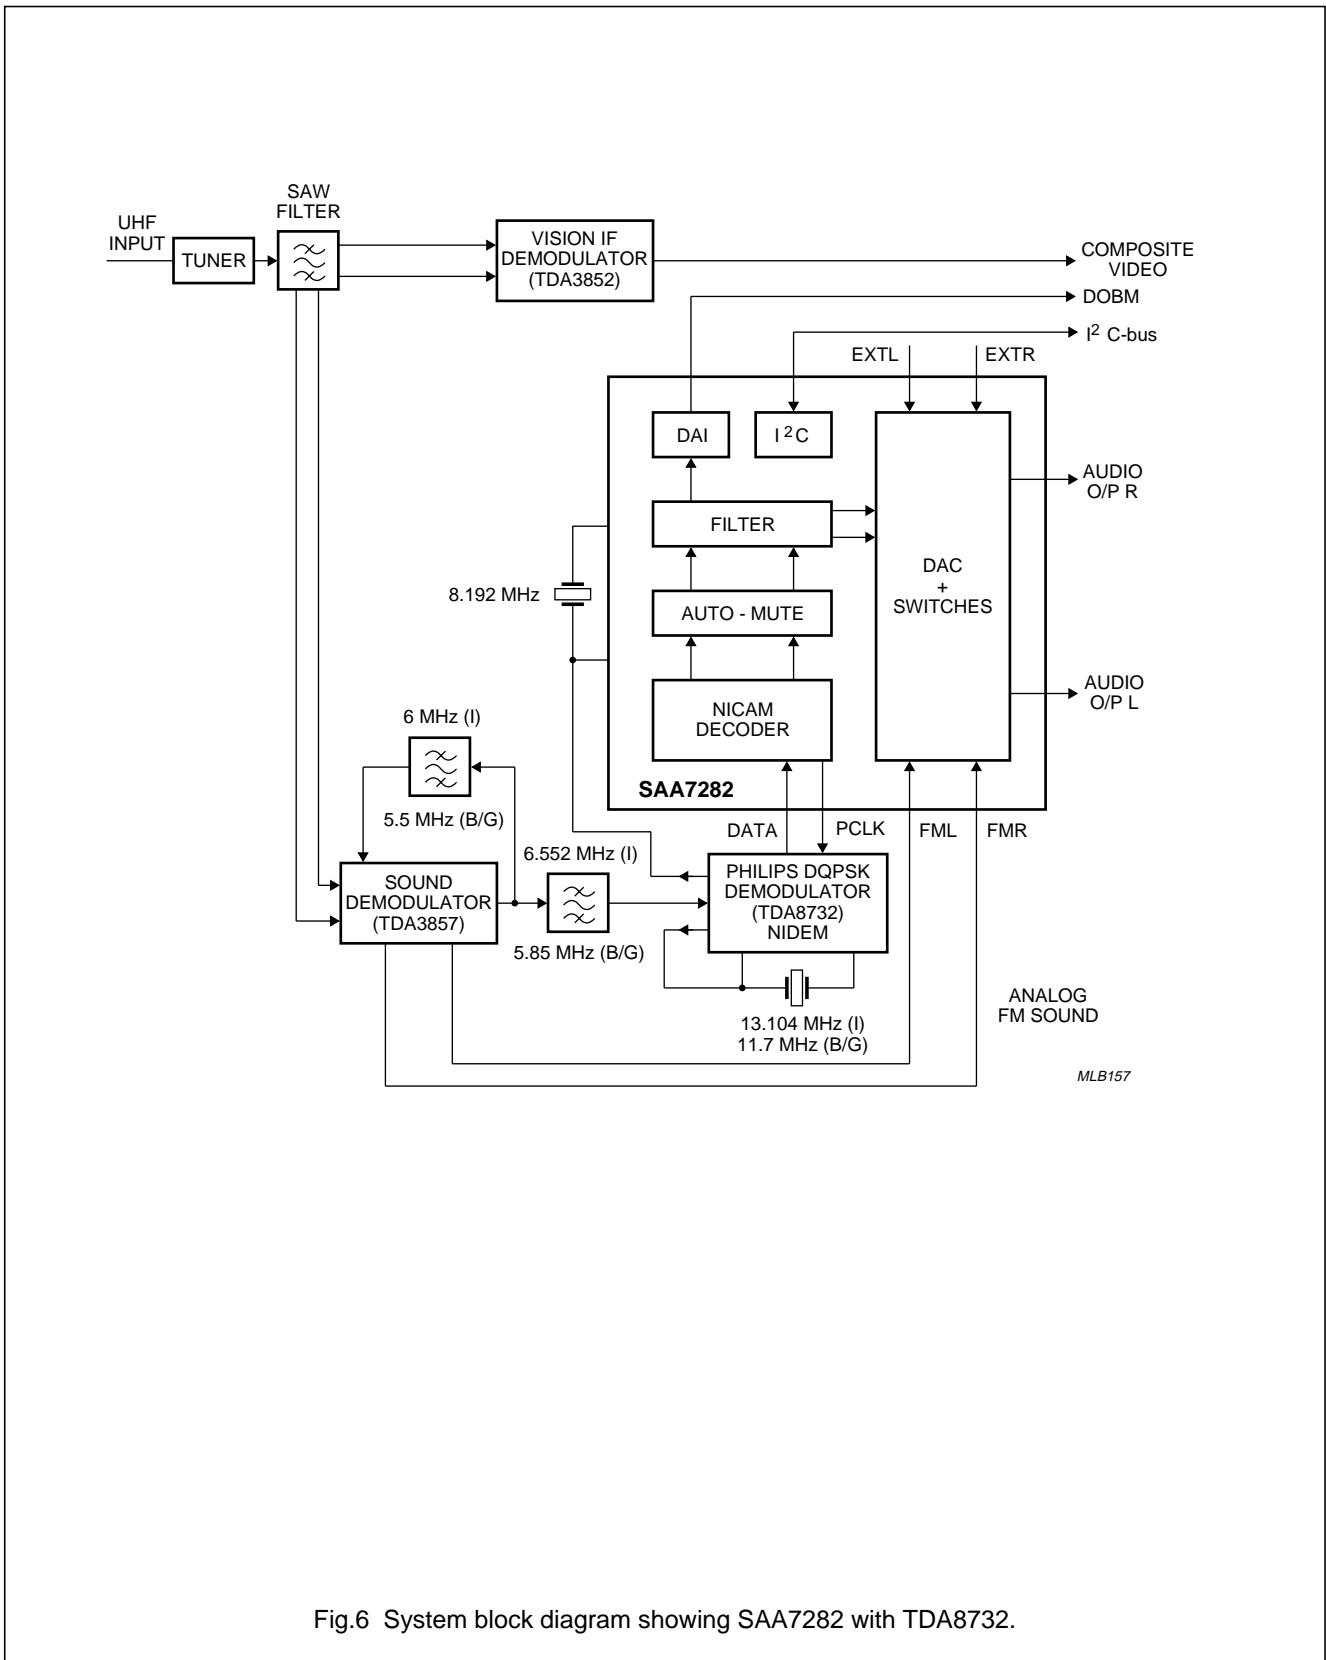 SAW
FILTER
UHF
INPUT
TUNER
VISION IF
DEMODULATOR
(TDA3852)
COMPOSITE
VIDEO
DOBM
I2 C-bus
EXTL
EXTR
DAI
I2C
AUDIO
O/P R
FILTER
DAC
+
SWITCHES
8.192 MHz
AUTO - MUTE
AUDIO
O/P L
NICAM
DECODER
6 MHz (I)
SAA7282
5.5 MHz (B/G)
DATA
PCLK
FML
FMR
6.552 MHz (I)
SOUND
DEMODULATOR
(TDA3857)
PHILIPS DQPSK
DEMODULATOR
(TDA8732)
NIDEM
5.85 MHz (B/G)
13.104 MHz (I)
11.7 MHz (B/G)
ANALOG
FM SOUND
MLB157
Fig.6 System block diagram showing SAA7282 with TDA8732.